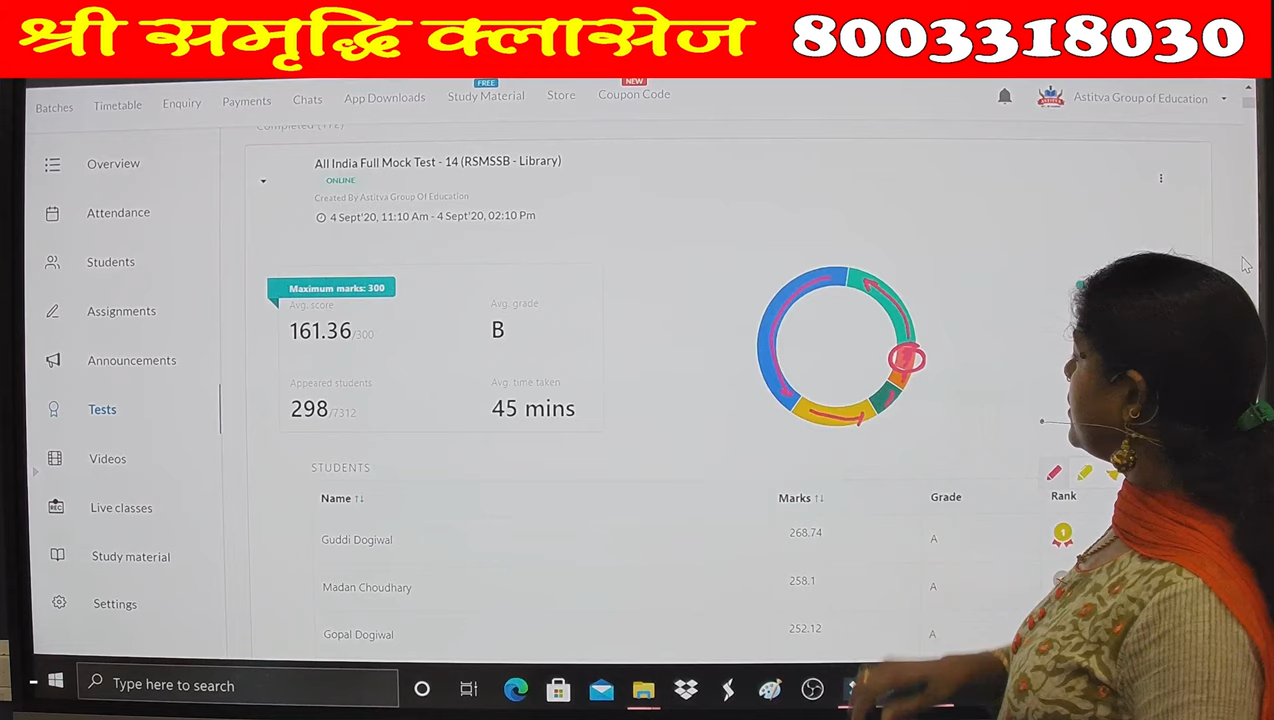 श्री समृद्धि क्लासेज 8003318030
Batches Timetable Enquiry Payments Chats App Downloads FREE Study Material Store NEW Coupon Code Astitva Group of Education
Completed (172)
Overview
Attendance
Students
Assignments
Announcements
Tests
Videos
REC Live classes
Study material
Settings
All India Full Mock Test - 14 (RSMSSB - Library)
ONLINE
Created By Astitva Group Of Education
4 Sept'20, 11:10 Am - 4 Sept'20, 02:10 Pm
Maximum marks: 300
Avg. score Avg. grade
161.36/300 B
Appeared students Avg. time taken
298/7312 45 mins
STUDENTS
Name Marks Grade Rank
Guddi Dogiwal 268.74 A 1
Madan Choudhary 258.1 A
Gopal Dogiwal 252.12 A
Type here to search